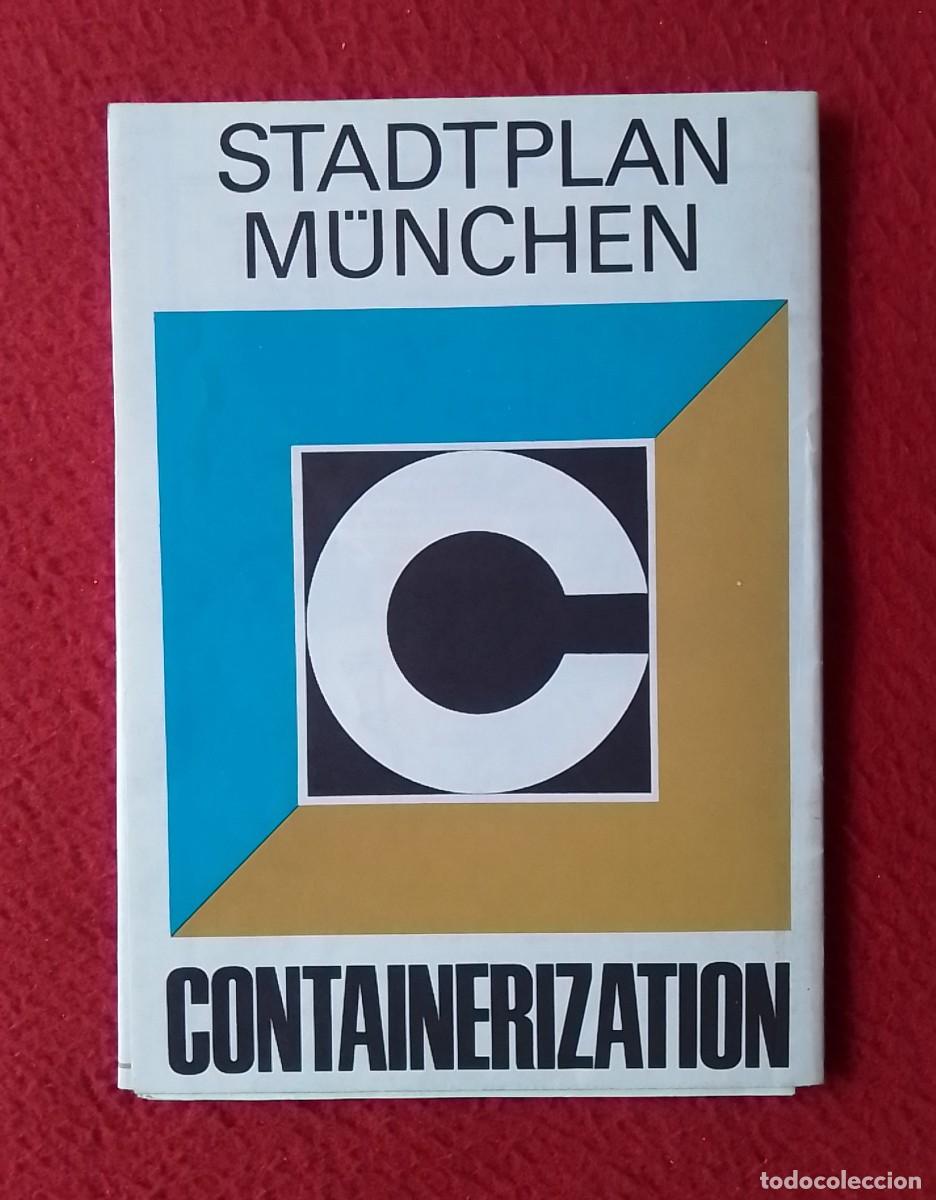 STADTPLAN
MÜNCHEN
C
CONTAINERIZATION
todocoleccion